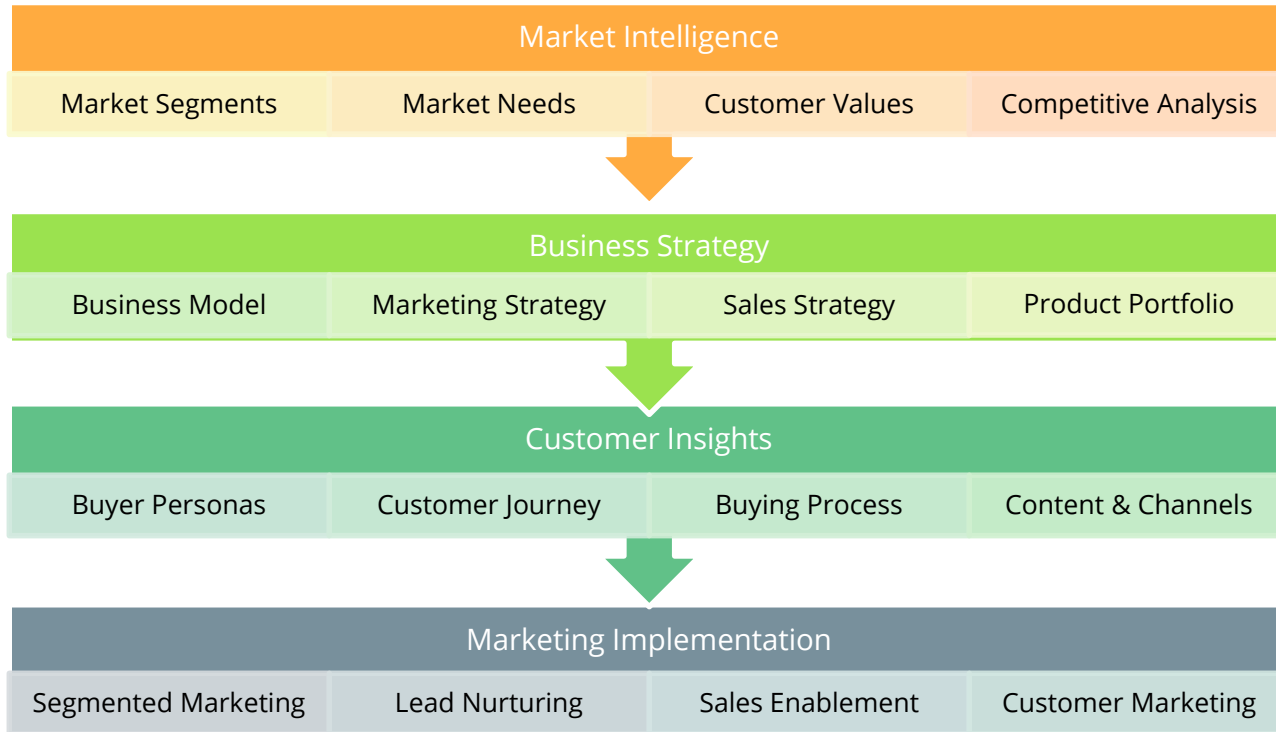 Market Intelligence
Market Segments
Market Needs
Customer Values
Competitive Analysis
Business Strategy
Business Model
Marketing Strategy
Sales Strategy
Product Portfolio
Customer Insights
Buyer Personas
Customer Journey
Buying Process
Content & Channels
Marketing Implementation
Segmented Marketing
Lead Nurturing
Sales Enablement
Customer Marketing